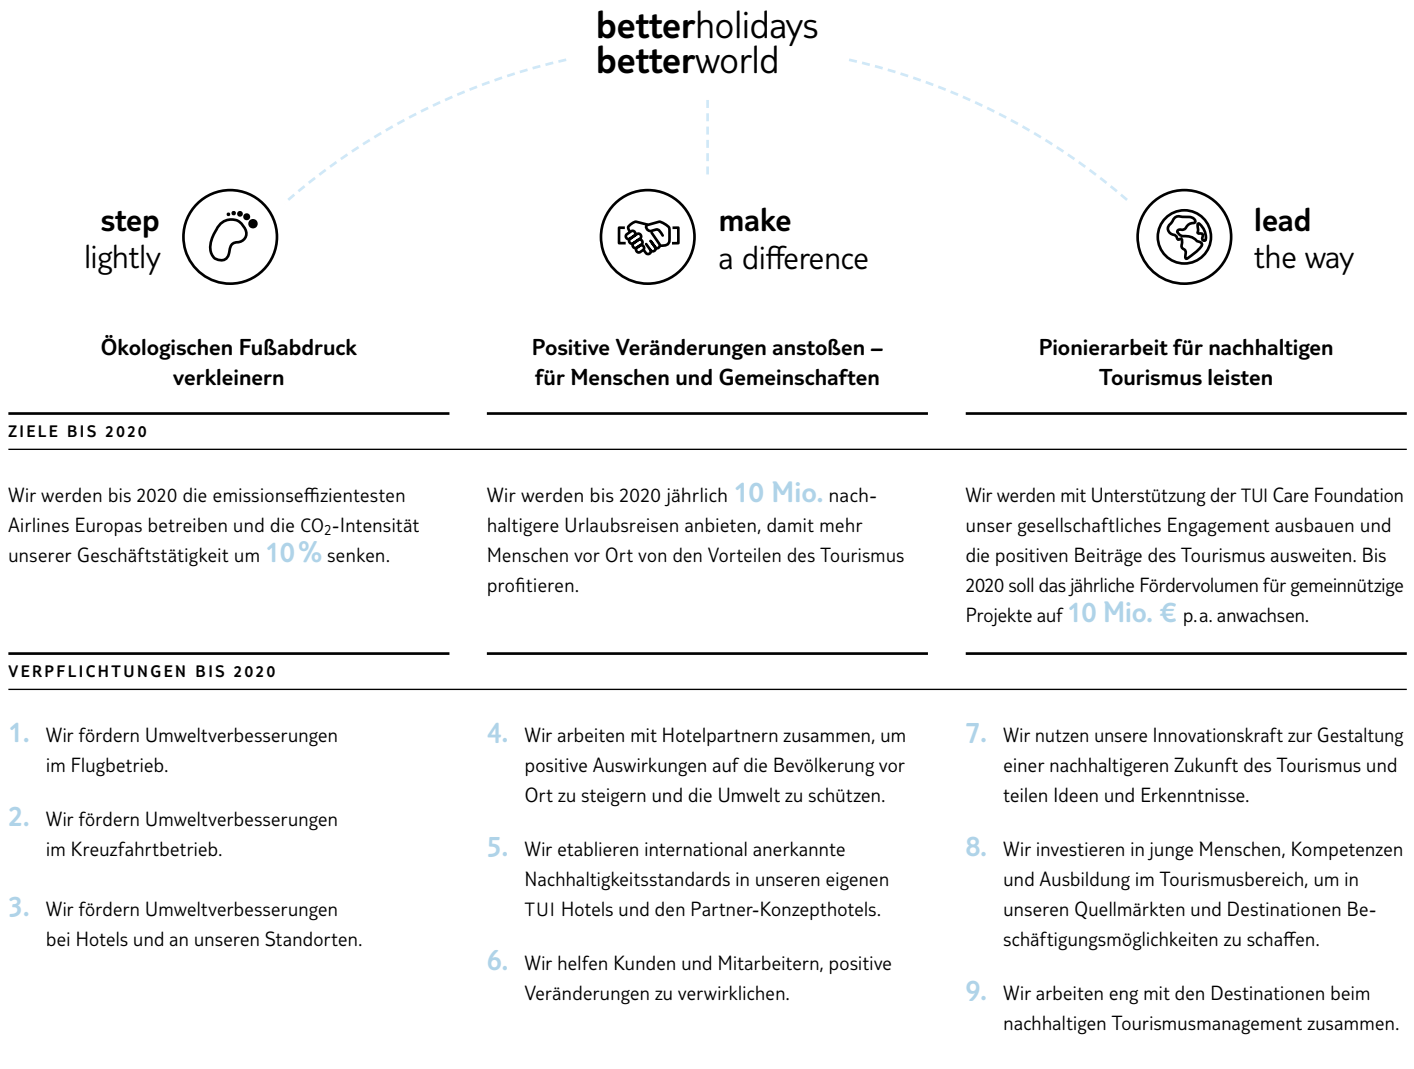 betterholidays
betterworld
step
lightly
make
a difference
lead
the way
Ökologischen Fußabdruck
verkleinern
Positive Veränderungen anstoßen –
für Menschen und Gemeinschaften
Pionierarbeit für nachhaltigen
Tourismus leisten
ZIELE BIS 2020
Wir werden bis 2020 die emissionseffizientesten
Airlines Europas betreiben und die CO₂-Intensität
unserer Geschäftstätigkeit um 10 % senken.
Wir werden bis 2020 jährlich 10 Mio. nach-
haltigere Urlaubsreisen anbieten, damit mehr
Menschen vor Ort von den Vorteilen des Tourismus
profitieren.
Wir werden mit Unterstützung der TUI Care Foundation
unser gesellschaftliches Engagement ausbauen und
die positiven Beiträge des Tourismus ausweiten. Bis
2020 soll das jährliche Fördervolumen für gemeinnützige
Projekte auf 10 Mio. € p. a. anwachsen.
VERPFLICHTUNGEN BIS 2020
1. Wir fördern Umweltverbesserungen
im Flugbetrieb.
2. Wir fördern Umweltverbesserungen
im Kreuzfahrtbetrieb.
3. Wir fördern Umweltverbesserungen
bei Hotels und an unseren Standorten.
4. Wir arbeiten mit Hotelpartnern zusammen, um
positive Auswirkungen auf die Bevölkerung vor
Ort zu steigern und die Umwelt zu schützen.
5. Wir etablieren international anerkannte
Nachhaltigkeitsstandards in unseren eigenen
TUI Hotels und den Partner-Konzepthotels.
6. Wir helfen Kunden und Mitarbeitern, positive
Veränderungen zu verwirklichen.
7. Wir nutzen unsere Innovationskraft zur Gestaltung
einer nachhaltigeren Zukunft des Tourismus und
teilen Ideen und Erkenntnisse.
8. Wir investieren in junge Menschen, Kompetenzen
und Ausbildung im Tourismusbereich, um in
unseren Quellmärkten und Destinationen Be-
schäftigungsmöglichkeiten zu schaffen.
9. Wir arbeiten eng mit den Destinationen beim
nachhaltigen Tourismusmanagement zusammen.